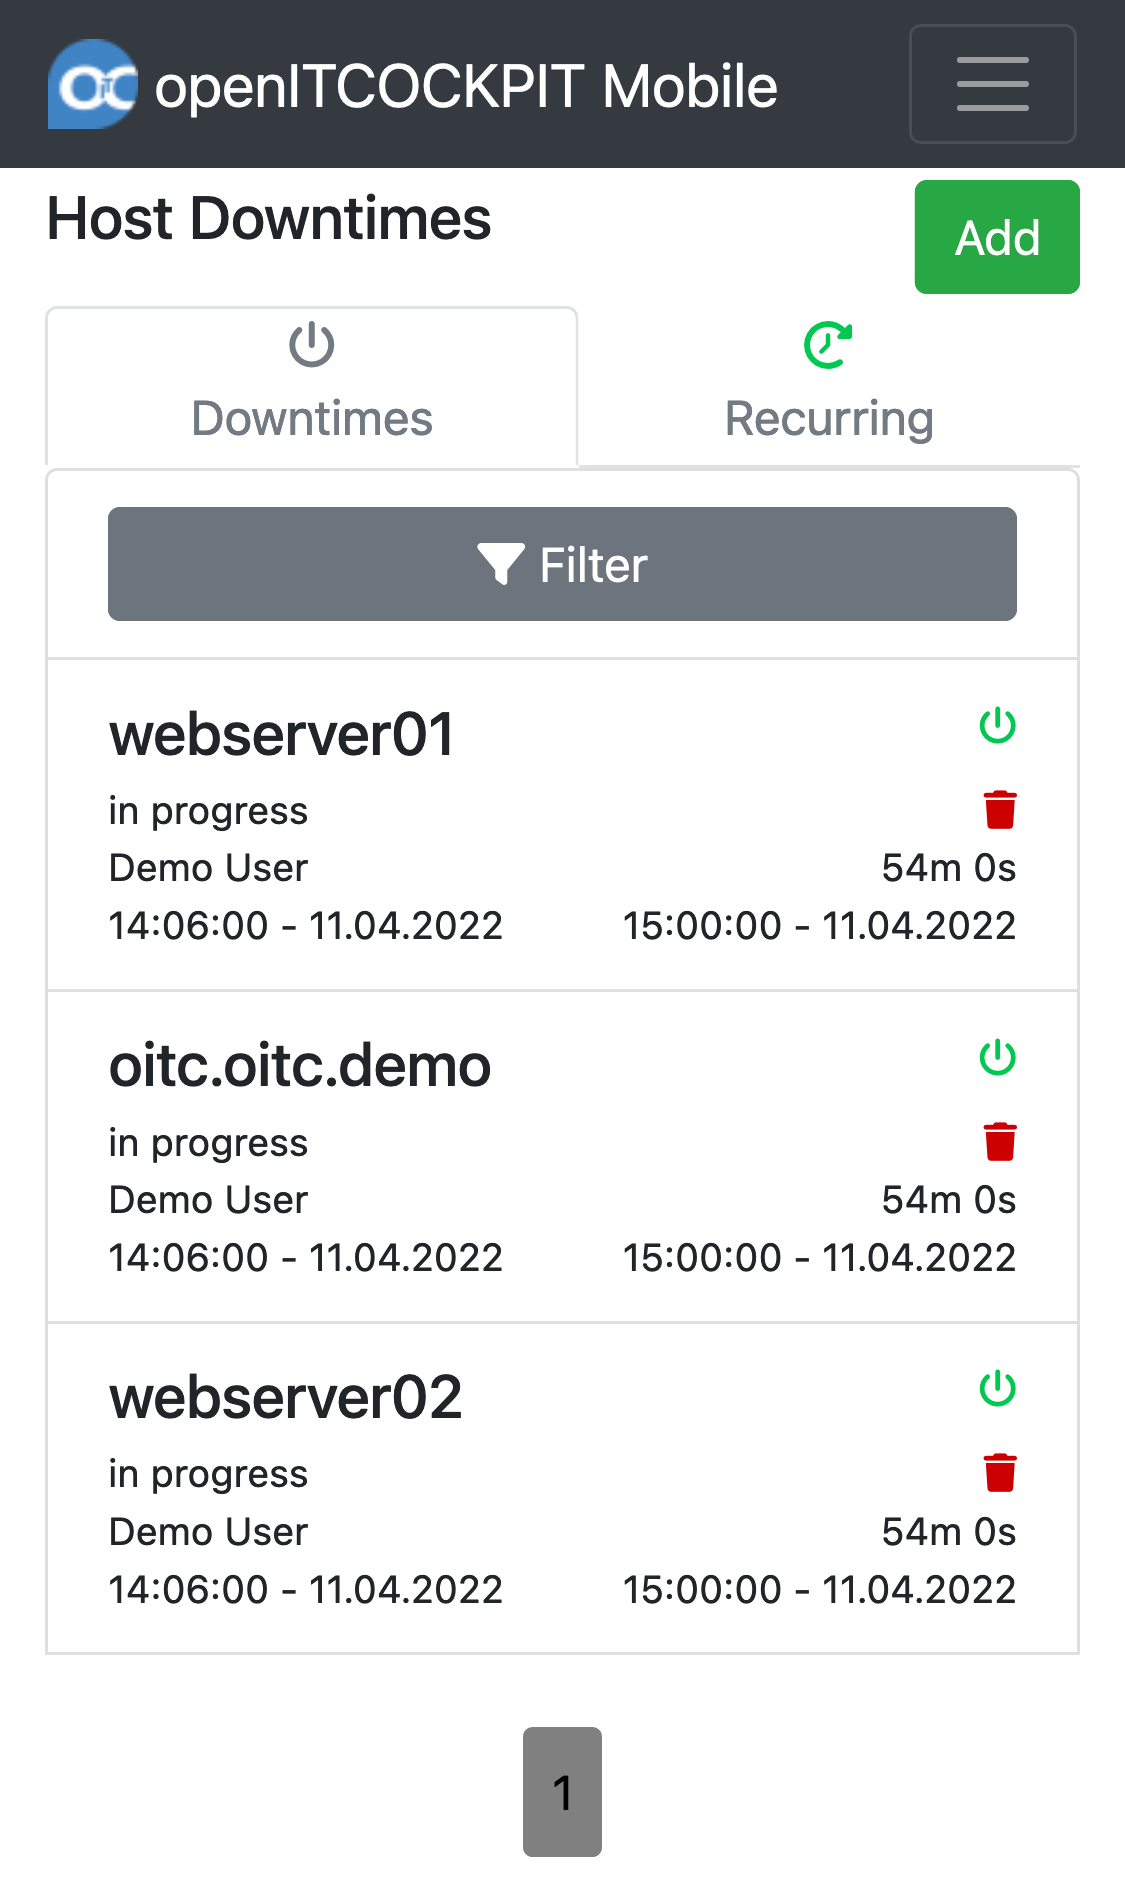 openITCOCKPIT Mobile
Host Downtimes
Add
Downtimes
Recurring
Filter
webserver01
in progress
Demo User
54m 0s
14:06:00 - 11.04.2022
15:00:00 - 11.04.2022
oitc.oitc.demo
in progress
Demo User
54m 0s
14:06:00 - 11.04.2022
15:00:00 - 11.04.2022
webserver02
in progress
Demo User
54m 0s
14:06:00 - 11.04.2022
15:00:00 - 11.04.2022
1